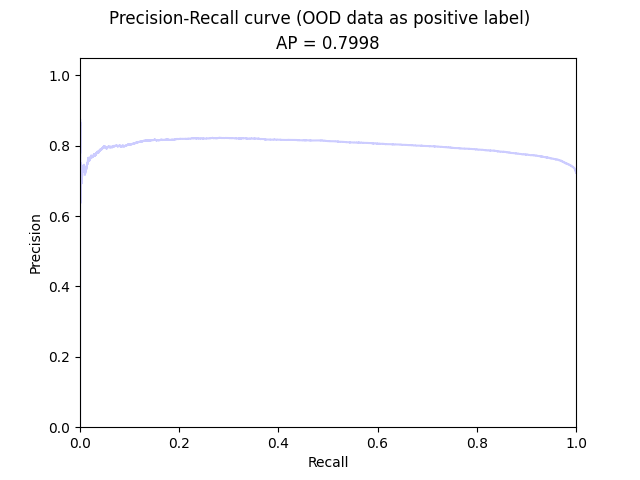 Precision-Recall curve (OOD data as positive label)
AP = 0.7998
1.0
0.8
0.6
0.4
0.2
0.0
Precision
0.0 0.2 0.4 0.6 0.8 1.0
Recall